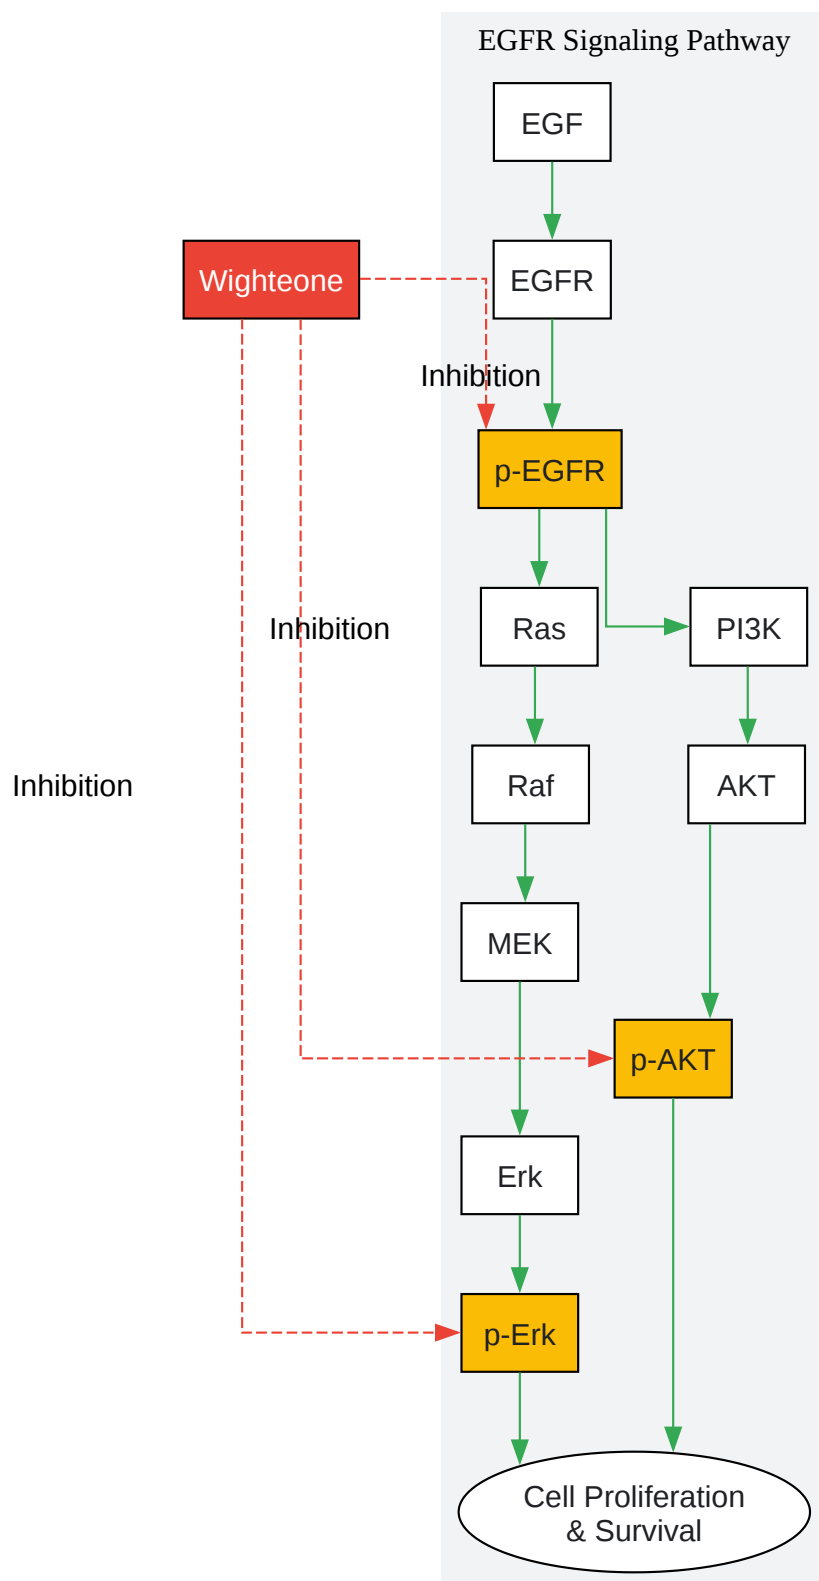 EGFR Signaling Pathway
EGF
Wighteone
EGFR
Inhibition
p-EGFR
Inhibition
Ras
PI3K
Inhibition
Raf
AKT
MEK
p-AKT
Erk
p-Erk
Cell Proliferation
& Survival